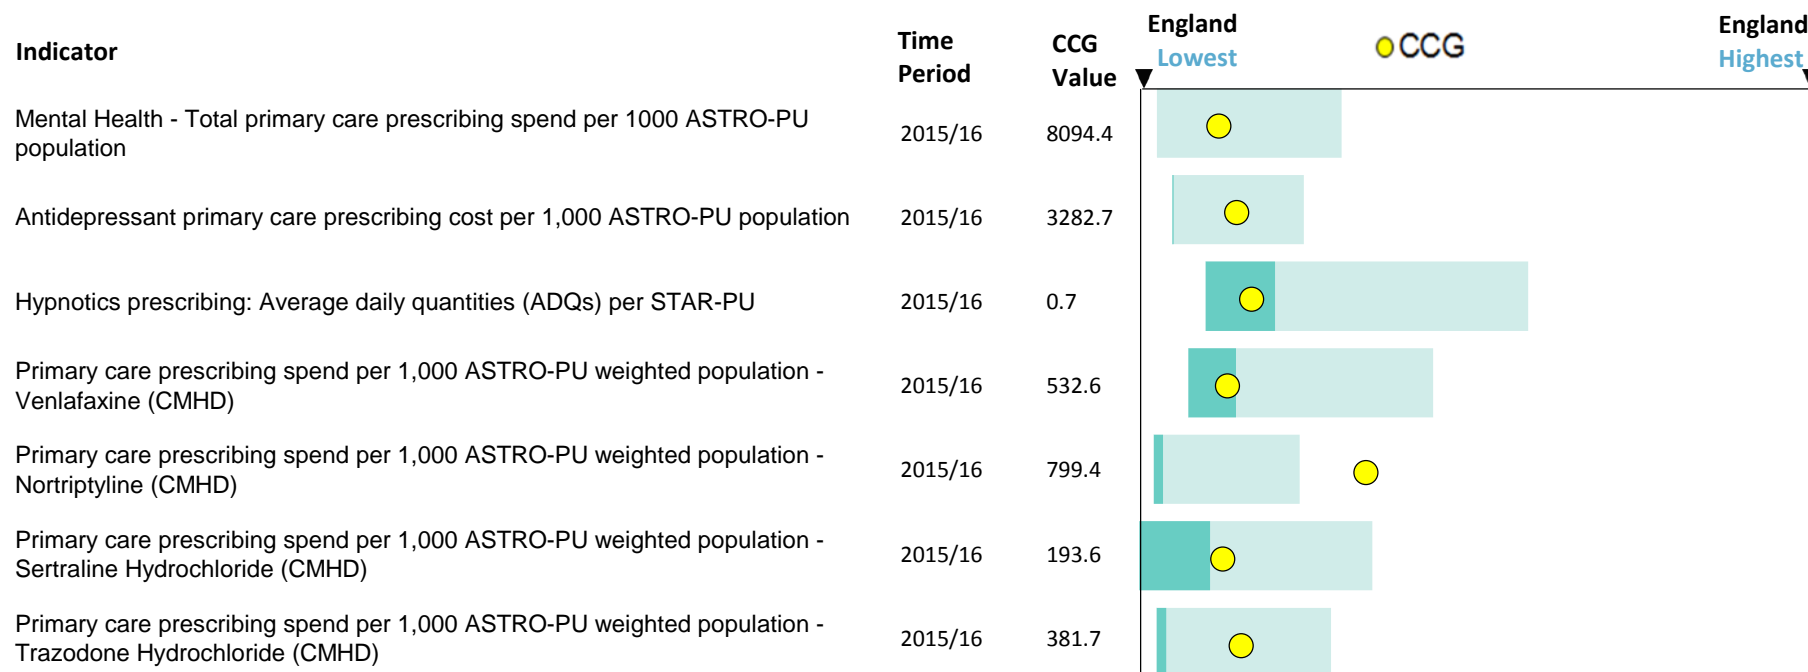 Indicator
Time Period
CCG Value
England Lowest
CCG
England Highest
Mental Health - Total primary care prescribing spend per 1000 ASTRO-PU
population
2015/16
8094.4
Antidepressant primary care prescribing cost per 1,000 ASTRO-PU population
2015/16
3282.7
Hypnotics prescribing: Average daily quantities (ADQs) per STAR-PU
2015/16
0.7
Primary care prescribing spend per 1,000 ASTRO-PU weighted population -
Venlafaxine (CMHD)
2015/16
532.6
Primary care prescribing spend per 1,000 ASTRO-PU weighted population -
Nortriptyline (CMHD)
2015/16
799.4
Primary care prescribing spend per 1,000 ASTRO-PU weighted population -
Sertraline Hydrochloride (CMHD)
2015/16
193.6
Primary care prescribing spend per 1,000 ASTRO-PU weighted population -
Trazodone Hydrochloride (CMHD)
2015/16
381.7